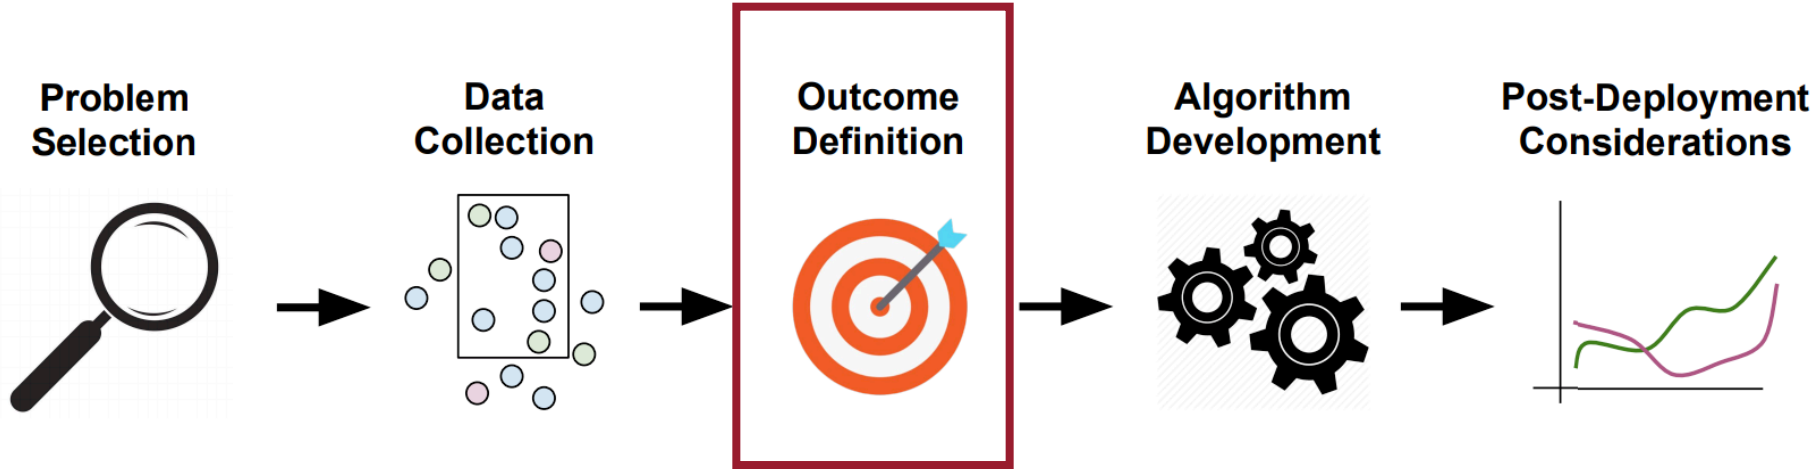 Problem
Selection
Data
Collection
Outcome
Definition
Algorithm
Development
Post-Deployment
Considerations